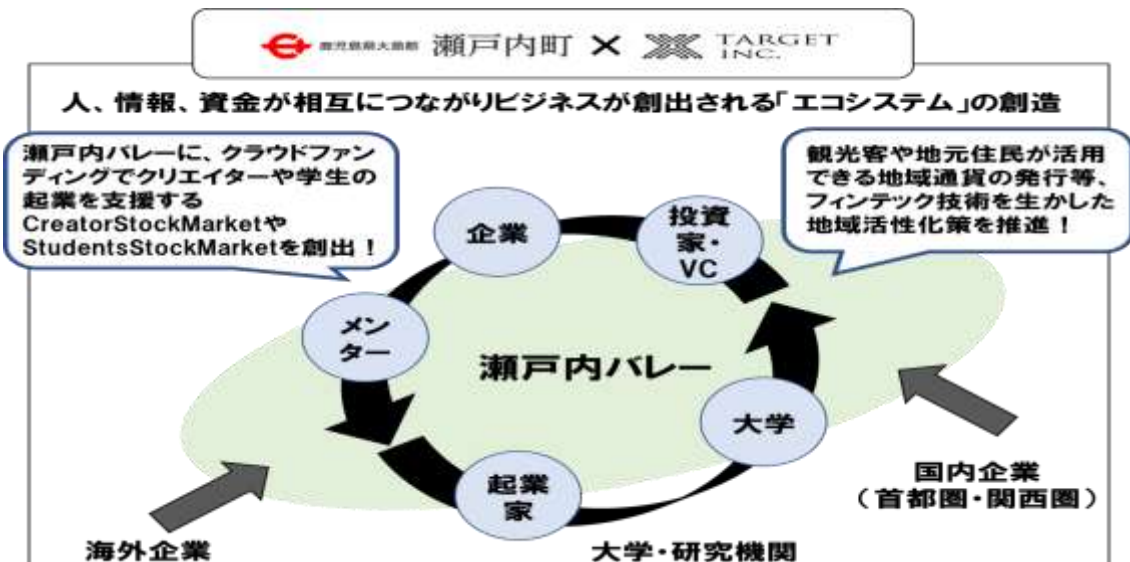 鹿児島県大島郡 瀬戸内町 × TARGET
INC.
人、情報、資金が相互につながりビジネスが創出される「エコシステム」の創造
瀬戸内バレーに、クラウドファン
ディングでクリエイターや学生の
起業を支援する
CreatorStockMarketや
StudentsStockMarketを創出！
観光客や地元住民が活用
できる地域通貨の発行等、
フィンテック技術を生かした
地域活性化策を推進！
企業
投資
家・
VC
メン
ター
瀬戸内バレー
大学
起業
家
国内企業
（首都圏・関西圏）
海外企業
大学・研究機関